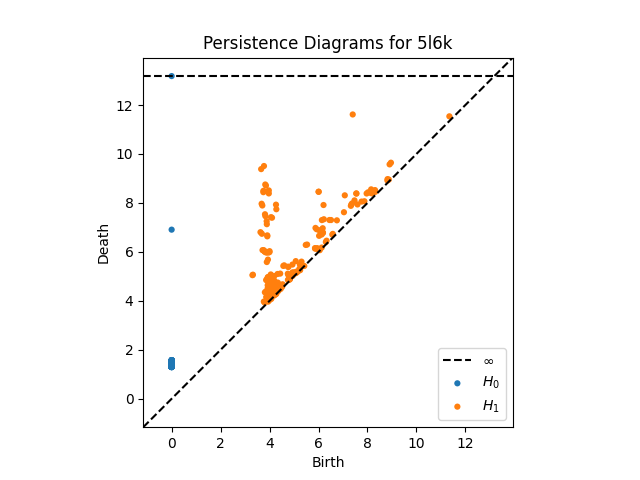 Persistence Diagrams for 5l6k
Death
12
10
8
6
4
2
0
∞
H₀
H₁
0 2 4 6 8 10 12
Birth